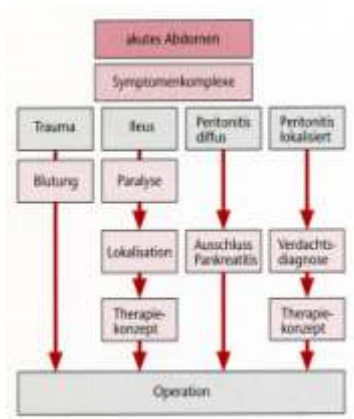 akutes Abdomen
Symptomenkomplexe
Trauma
Ileus
Peritonitis
diffus
Peritonitis
lokalisiert
Blutung
Paralyse
Lokalisation
Ausschluss
Pankreatitis
Verdachts-
diagnose
Therapie-
konzept
Therapie-
konzept
Operation